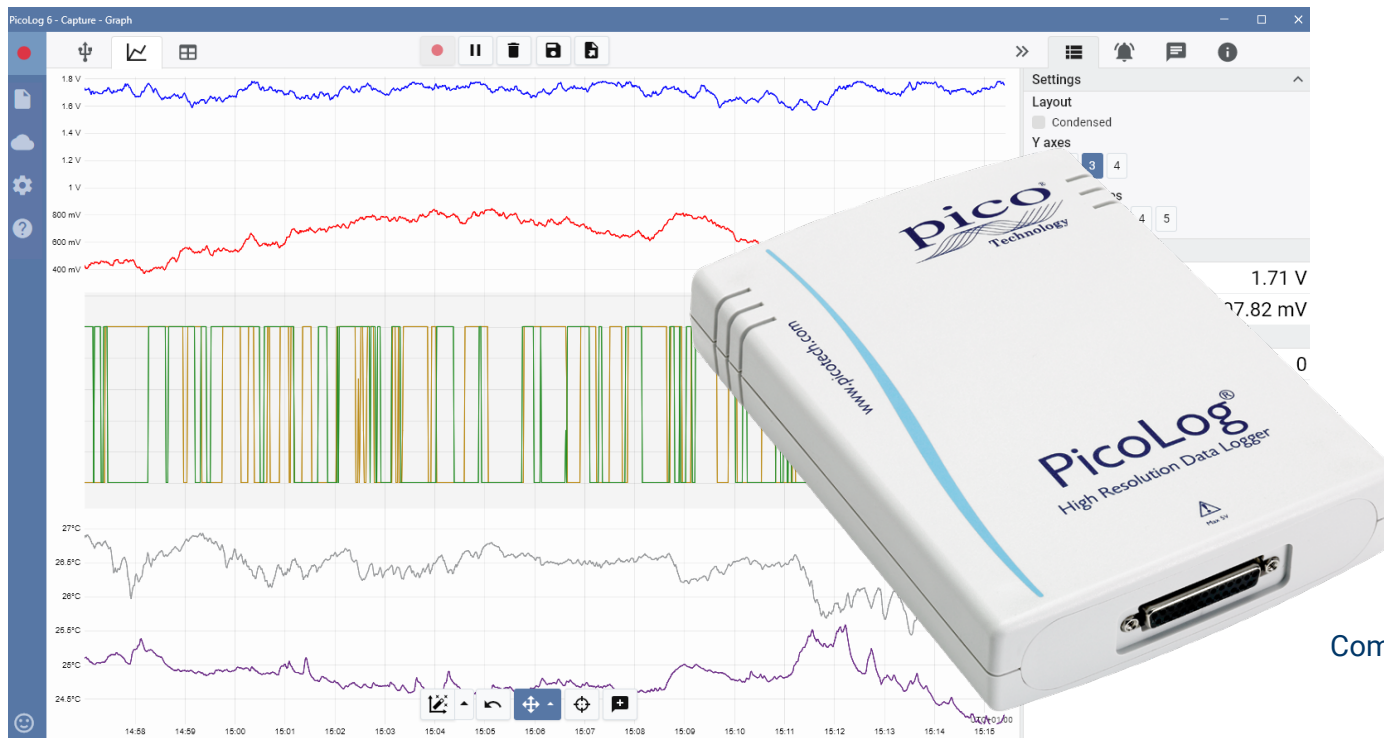 PicoLog 6 - Capture - Graph
Settings
Layout
Condensed
Y axes
3
4
4
5
1.8 V
1.6 V
1.4 V
1.2 V
1 V
800 mV
600 mV
400 mV
1.71 V
07.82 mV
0
27°C
26.5°C
26°C
25.5°C
25°C
24.5°C
14:58
14:59
15:00
15:01
15:02
15:03
15:04
15:05
15:06
15:07
15:08
15:09
15:10
15:11
15:12
15:13
15:14
15:15
pico®
Technology
www.picotech.com
PicoLog®
High Resolution Data Logger
Max 5V
Com